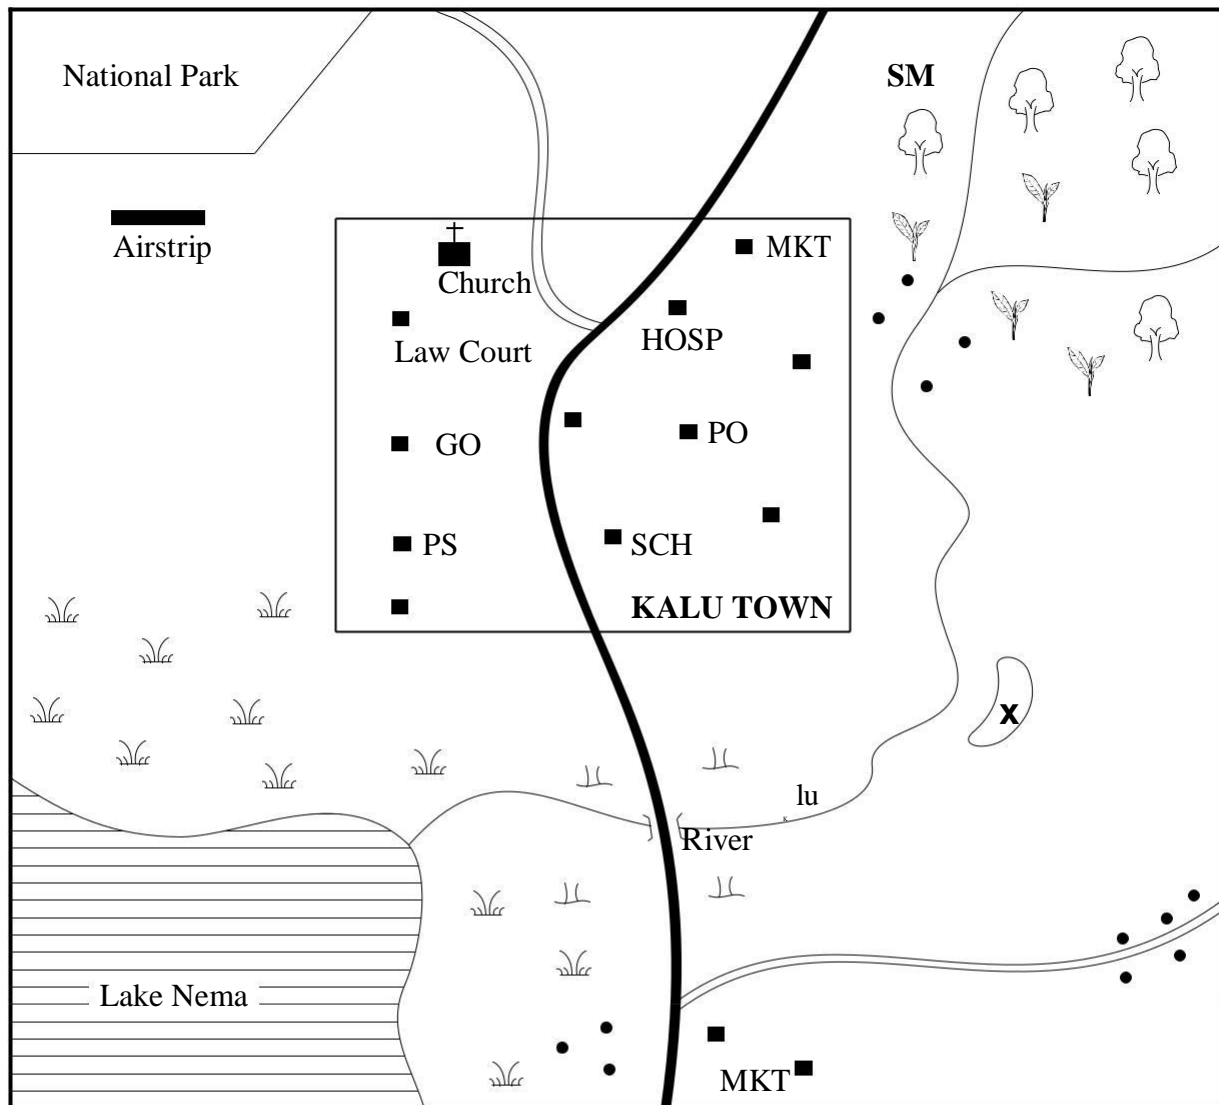 National Park
SM
Airstrip
Church
MKT
Law Court
HOSP
GO
PO
PS
SCH
KALU TOWN
x
lu
K
River
Lake Nema
MKT